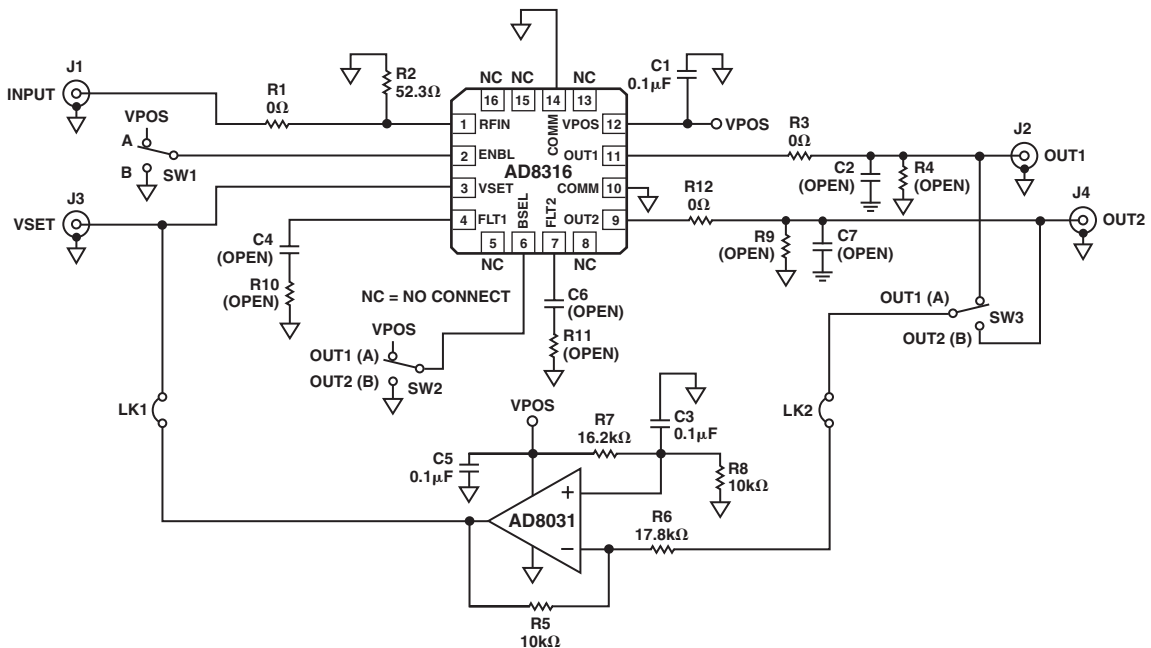 J1
INPUT
R1
0Ω
R2
52.3Ω
NC
NC
NC
16
15
14
13
COMM
C1
0.1µF
VPOS
1
RFIN
2
ENBL
3
VSET
4
FLT1
AD8316
VPOS
12
OUT1
11
COMM
10
OUT2
9
BSEL
FLT2
5
6
7
8
NC
NC
VPOS
A
B
SW1
J3
VSET
R3
0Ω
C2
(OPEN)
R4
(OPEN)
J2
OUT1
R12
0Ω
R9
(OPEN)
C7
(OPEN)
J4
OUT2
C4
(OPEN)
R10
(OPEN)
NC = NO CONNECT
C6
(OPEN)
R11
(OPEN)
VPOS
OUT1 (A)
OUT2 (B)
SW2
OUT1 (A)
OUT2 (B)
SW3
LK1
LK2
VPOS
R7
16.2kΩ
C3
0.1µF
C5
0.1µF
R8
10kΩ
+
AD8031
–
R6
17.8kΩ
R5
10kΩ